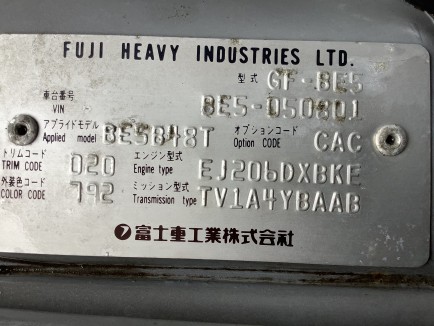 FUJI HEAVY INDUSTRIES LTD.
型式 GF-BE5
車台番号 VIN BE5-050801
アプライドモデル Applied model BE5B48T オプションコード Option CODE CAC
トリムコード TRIM CODE D20 エンジン型式 Engine type EJ206DXBKE
外装色コード COLOR CODE 792 ミッション型式 Transmission type TV1A4YBAAB
富士重工業株式会社